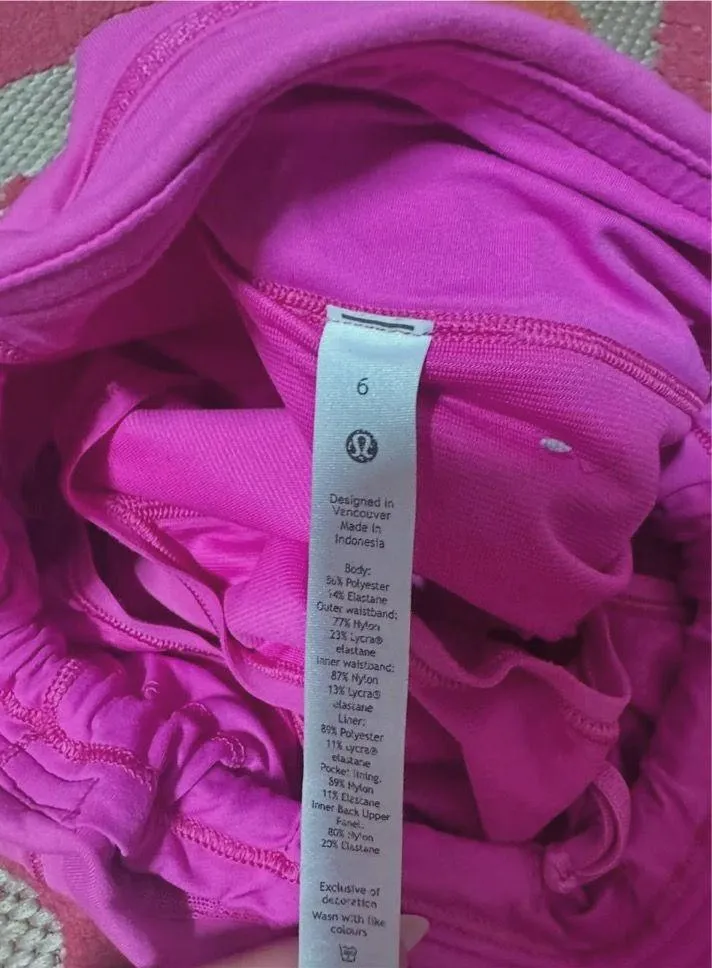 6
Designed in
Vancouver
Made in
Indonesia
Body:
86% Polyester
14% Elastane
Outer waistband:
77% Nylon
23% Lycra®
elastane
Inner waistband:
87% Nylon
13% Lycra®
elastane
Liner:
89% Polyester
11% Lycra®
elastane
Pocket lining:
89% Nylon
11% Elastane
Inner Back Upper
Panel:
80% Nylon
20% Elastane
Exclusive of
decoration
Wash with like
colours